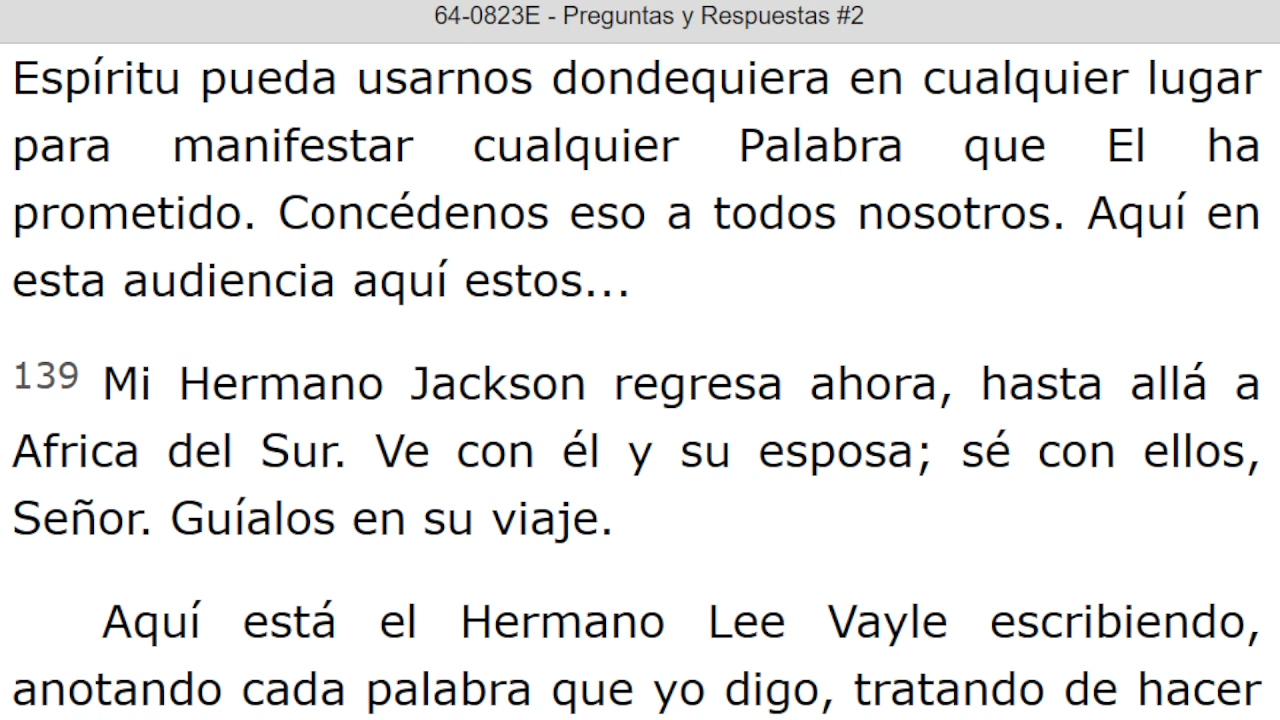 64-0823E - Preguntas y Respuestas #2
Espíritu pueda usarnos dondequiera en cualquier lugar
para manifestar cualquier Palabra que El ha
prometido. Concédenos eso a todos nosotros. Aquí en
esta audiencia aquí estos...
139 Mi Hermano Jackson regresa ahora, hasta allá a
Africa del Sur. Ve con él y su esposa; sé con ellos,
Señor. Guíalos en su viaje.
Aquí está el Hermano Lee Vayle escribiendo,
anotando cada palabra que yo digo, tratando de hacer